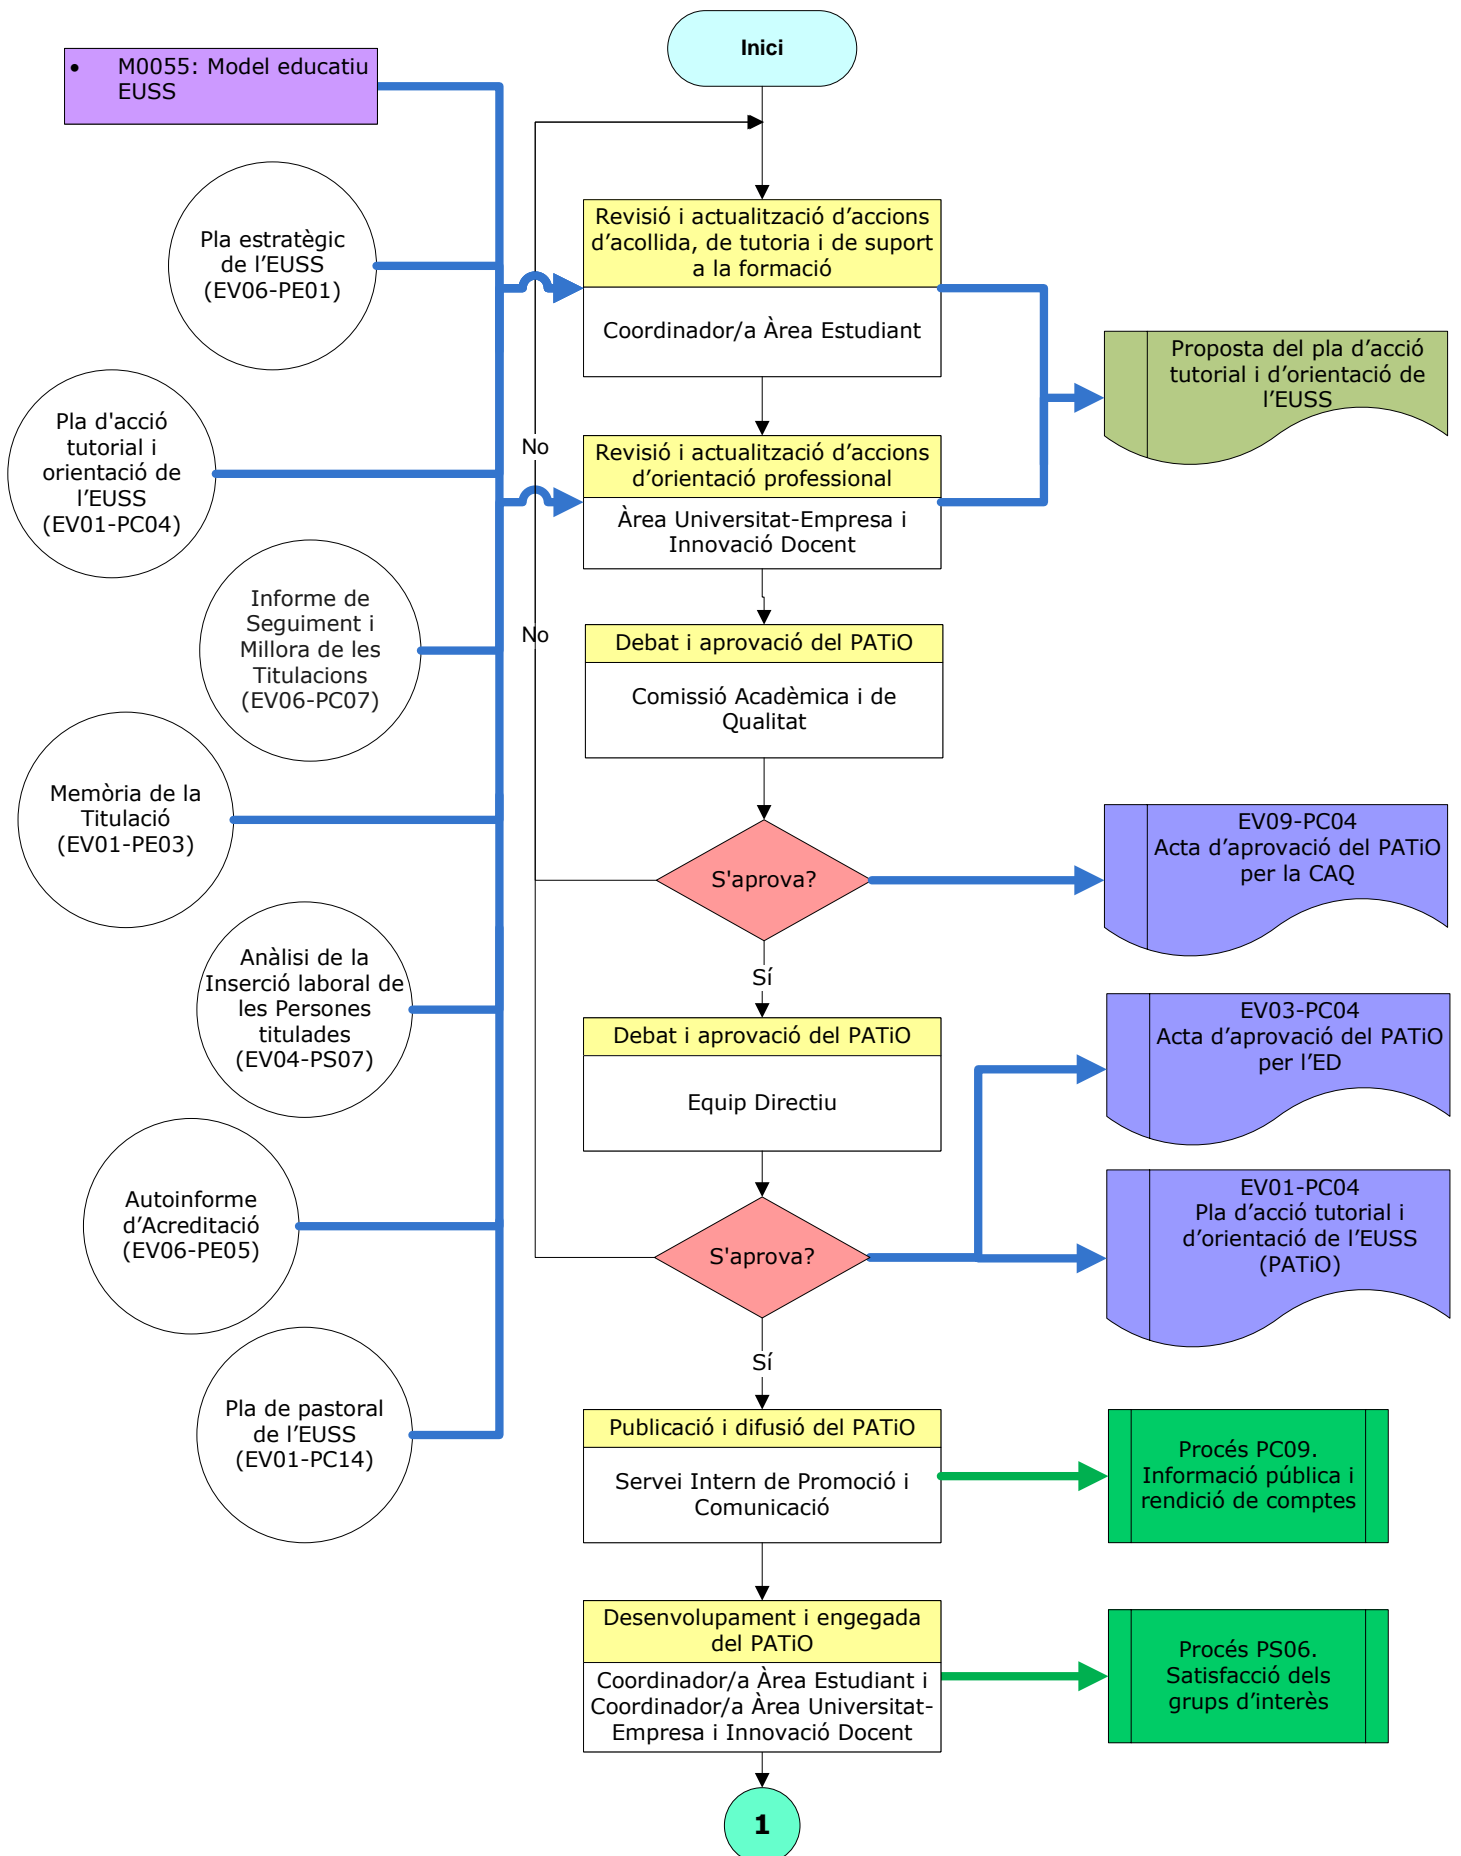 Inici
• M0055: Model educatiu
EUSS
Pla estratègic
de l’EUSS
(EV06-PE01)
Pla d'acció
tutorial i
orientació de
l’EUSS
(EV01-PC04)
Informe de
Seguiment i
Millora de les
Titulacions
(EV06-PC07)
Memòria de la
Titulació
(EV01-PE03)
Anàlisi de la
Inserció laboral de
les Persones
titulades
(EV04-PS07)
Autoinforme
d’Acreditació
(EV06-PE05)
Pla de pastoral
de l’EUSS
(EV01-PC14)
Revisió i actualització d’accions
d’acollida, de tutoria i de suport
a la formació
Coordinador/a Àrea Estudiant
Proposta del pla d’acció
tutorial i d’orientació de
l’EUSS
No
Revisió i actualització d’accions
d’orientació professional
Àrea Universitat-Empresa i
Innovació Docent
No
Debat i aprovació del PATiO
Comissió Acadèmica i de
Qualitat
S'aprova?
EV09-PC04
Acta d’aprovació del PATiO
per la CAQ
Sí
Debat i aprovació del PATiO
Equip Directiu
EV03-PC04
Acta d’aprovació del PATiO
per l’ED
S'aprova?
EV01-PC04
Pla d’acció tutorial i
d’orientació de l’EUSS
(PATiO)
Sí
Publicació i difusió del PATiO
Servei Intern de Promoció i
Comunicació
Procés PC09.
Informació pública i
rendició de comptes
Desenvolupament i engegada
del PATiO
Coordinador/a Àrea Estudiant i
Coordinador/a Àrea Universitat-
Empresa i Innovació Docent
Procés PS06.
Satisfacció dels
grups d’interès
1